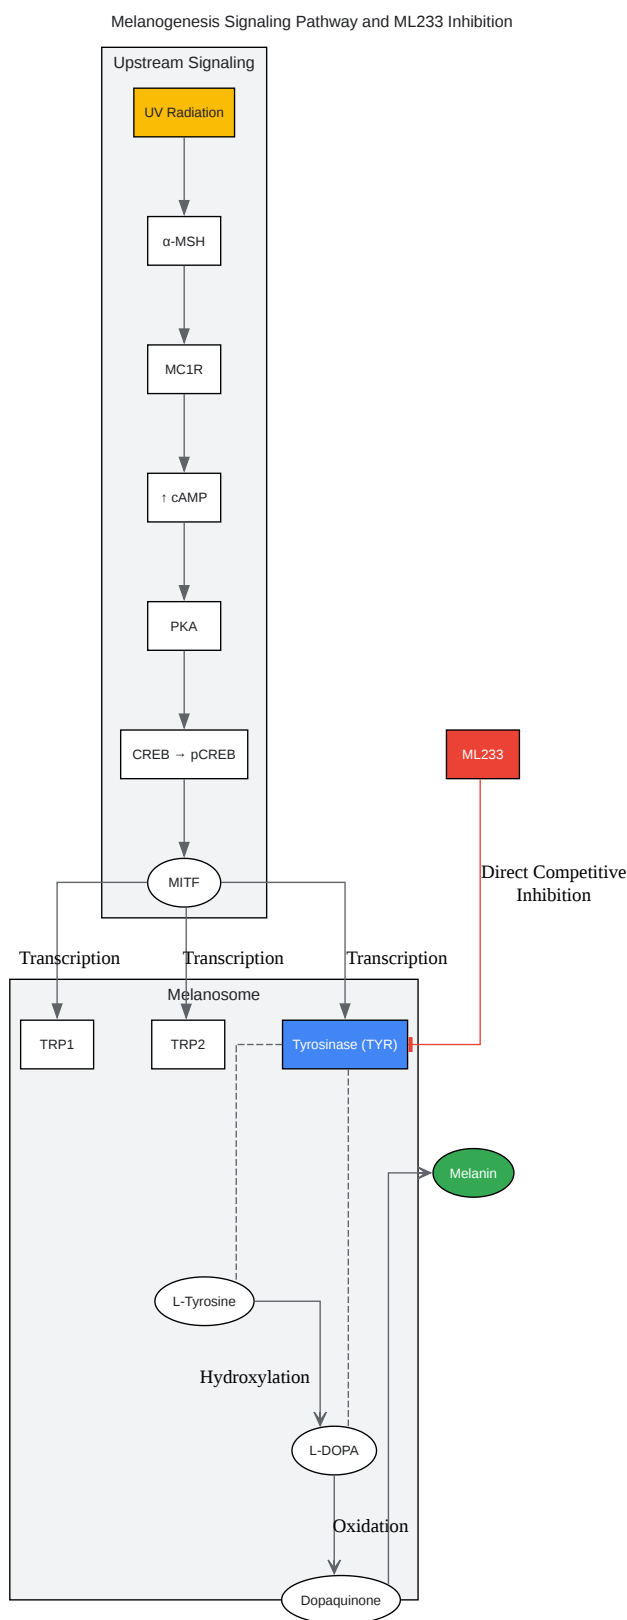 Melanogenesis Signaling Pathway and ML233 Inhibition
Upstream Signaling
UV Radiation
α-MSH
MC1R
↑ cAMP
PKA
CREB → pCREB
ML233
Direct Competitive
Inhibition
MITF
Transcription
Transcription
Transcription
Melanosome
TRP1
TRP2
Tyrosinase (TYR)
Melanin
L-Tyrosine
Hydroxylation
L-DOPA
Oxidation
Dopaquinone